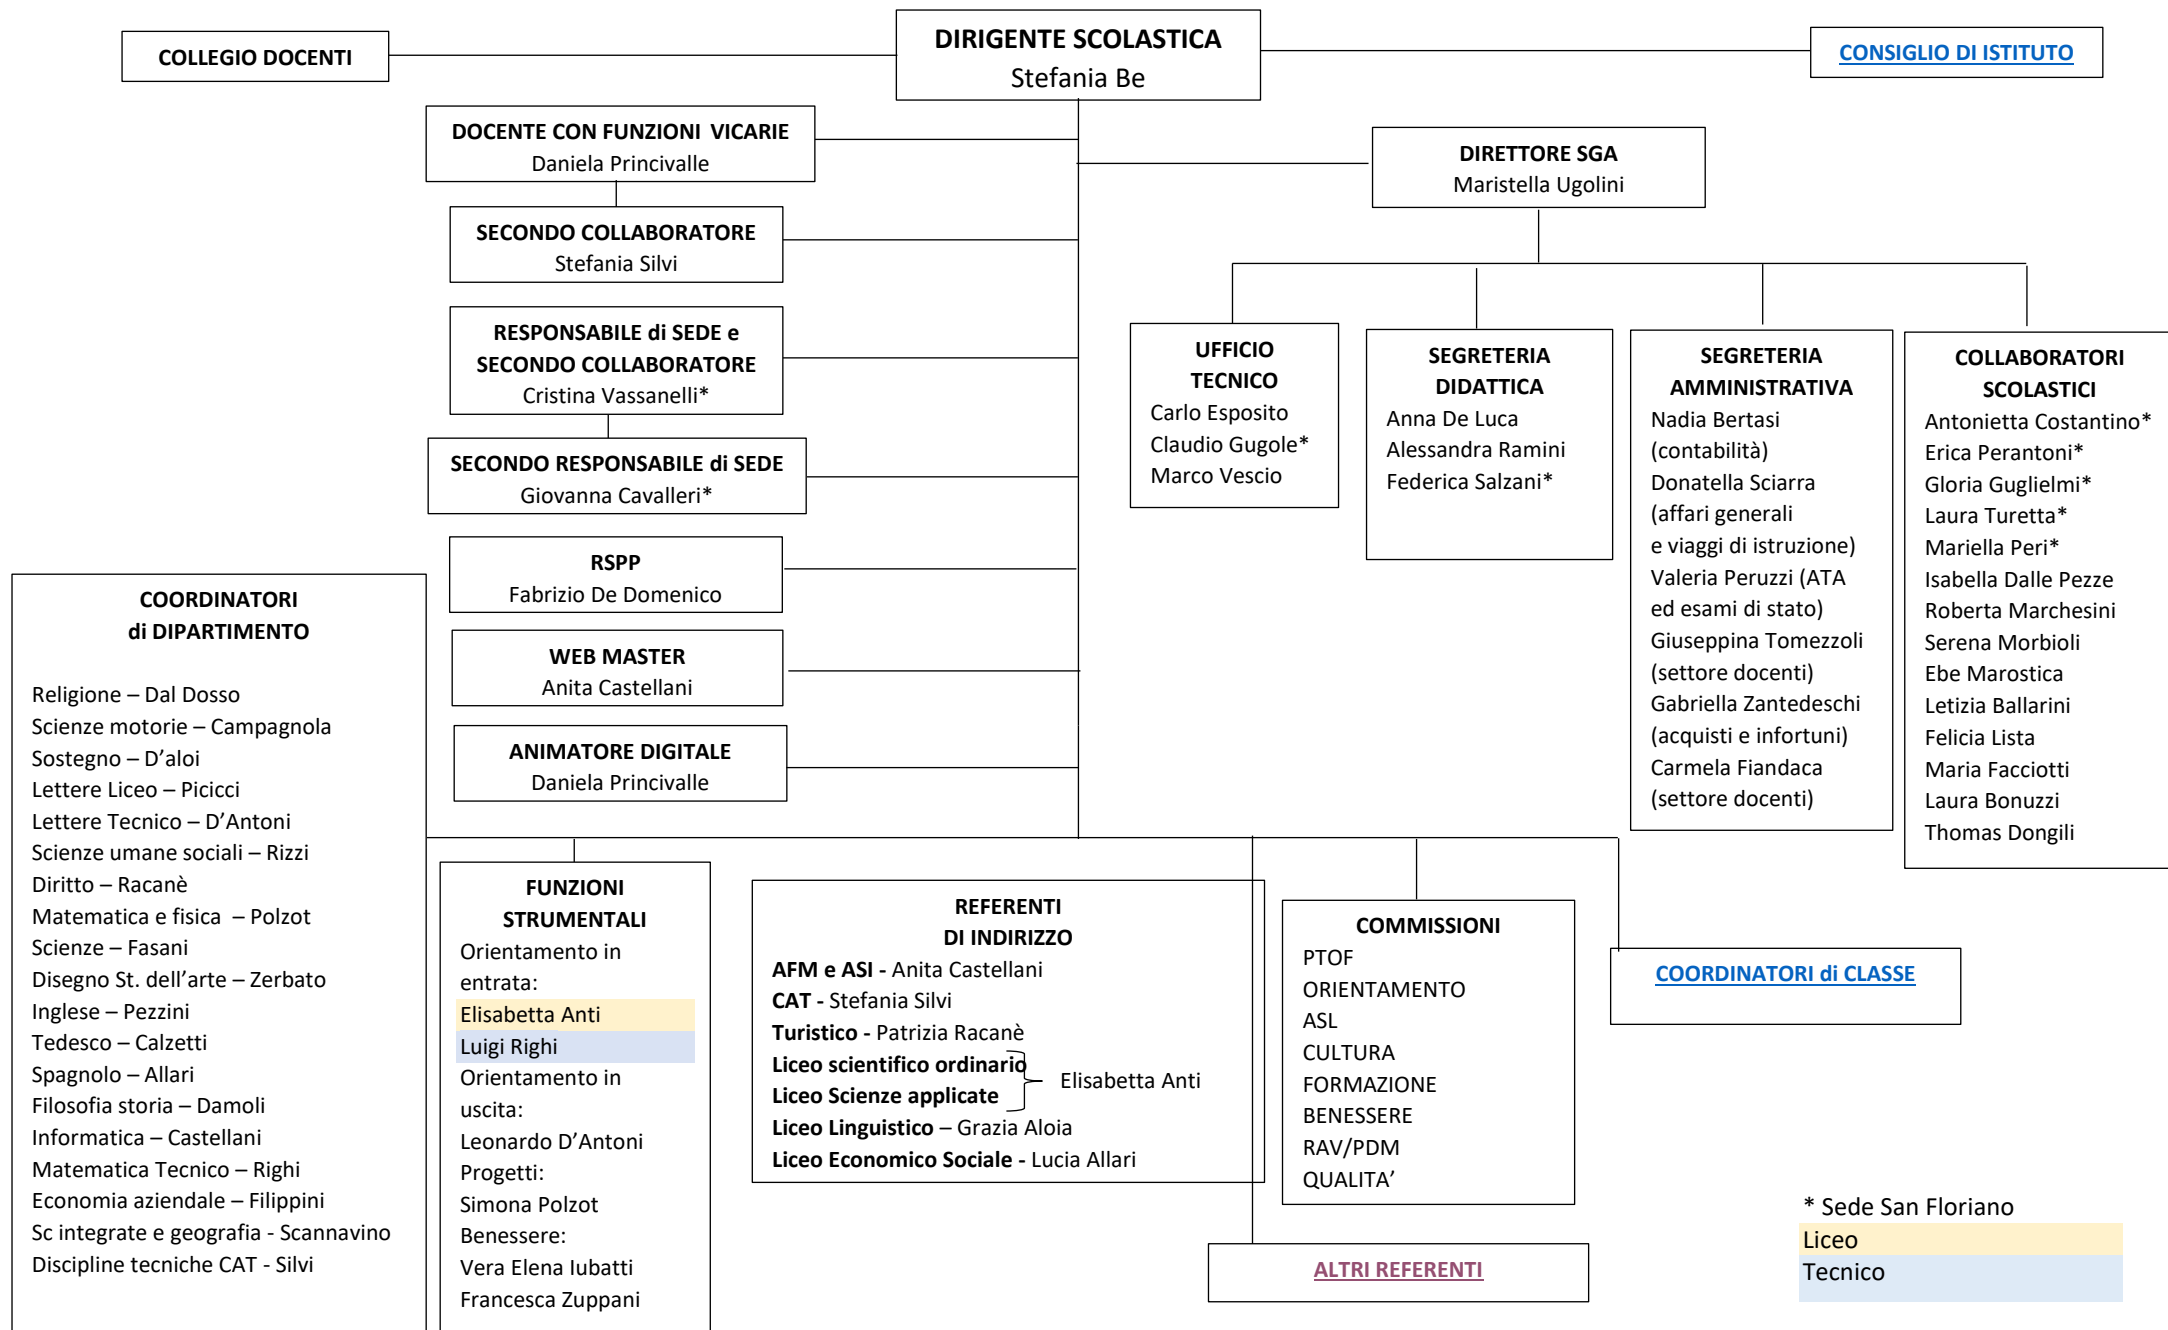 COLLEGIO DOCENTI
DIRIGENTE SCOLASTICA
Stefania Be
CONSIGLIO DI ISTITUTO
DOCENTE CON FUNZIONI VICARIE
Daniela Princivalle
DIRETTORE SGA
Maristella Ugolini
SECONDO COLLABORATORE
Stefania Silvi
RESPONSABILE di SEDE e
SECONDO COLLABORATORE
Cristina Vassanelli*
SECONDO RESPONSABILE di SEDE
Giovanna Cavalleri*
RSPP
Fabrizio De Domenico
WEB MASTER
Anita Castellani
ANIMATORE DIGITALE
Daniela Princivalle
UFFICIO
TECNICO
Carlo Esposito
Claudio Gugole*
Marco Vescio
SEGRETERIA
DIDATTICA
Anna De Luca
Alessandra Ramini
Federica Salzani*
SEGRETERIA
AMMINISTRATIVA
Nadia Bertasi
(contabilità)
Donatella Sciarra
(affari generali
e viaggi di istruzione)
Valeria Peruzzi (ATA
ed esami di stato)
Giuseppina Tomezzoli
(settore docenti)
Gabriella Zantedeschi
(acquisti e infortuni)
Carmela Fiandaca
(settore docenti)
COLLABORATORI
SCOLASTICI
Antonietta Costantino*
Erica Perantoni*
Gloria Guglielmi*
Laura Turetta*
Mariella Peri*
Isabella Dalle Pezze
Roberta Marchesini
Serena Morbioli
Ebe Marostica
Letizia Ballarini
Felicia Lista
Maria Facciotti
Laura Bonuzzi
Thomas Dongili
COORDINATORI
di DIPARTIMENTO
Religione – Dal Dosso
Scienze motorie – Campagnola
Sostegno – D’aloi
Lettere Liceo – Picicci
Lettere Tecnico – D’Antoni
Scienze umane sociali – Rizzi
Diritto – Racanè
Matematica e fisica – Polzot
Scienze – Fasani
Disegno St. dell’arte – Zerbato
Inglese – Pezzini
Tedesco – Calzetti
Spagnolo – Allari
Filosofia storia – Damoli
Informatica – Castellani
Matematica Tecnico – Righi
Economia aziendale – Filippini
Sc integrate e geografia - Scannavino
Discipline tecniche CAT - Silvi
FUNZIONI
STRUMENTALI
Orientamento in
entrata:
Elisabetta Anti
Luigi Righi
Orientamento in
uscita:
Leonardo D’Antoni
Progetti:
Simona Polzot
Benessere:
Vera Elena Iubatti
Francesca Zuppani
REFERENTI
DI INDIRIZZO
AFM e ASI - Anita Castellani
CAT - Stefania Silvi
Turistico - Patrizia Racanè
Liceo scientifico ordinario
Liceo Scienze applicate
Elisabetta Anti
Liceo Linguistico – Grazia Aloia
Liceo Economico Sociale - Lucia Allari
COMMISSIONI
PTOF
ORIENTAMENTO
ASL
CULTURA
FORMAZIONE
BENESSERE
RAV/PDM
QUALITA’
COORDINATORI di CLASSE
ALTRI REFERENTI
* Sede San Floriano
Liceo
Tecnico